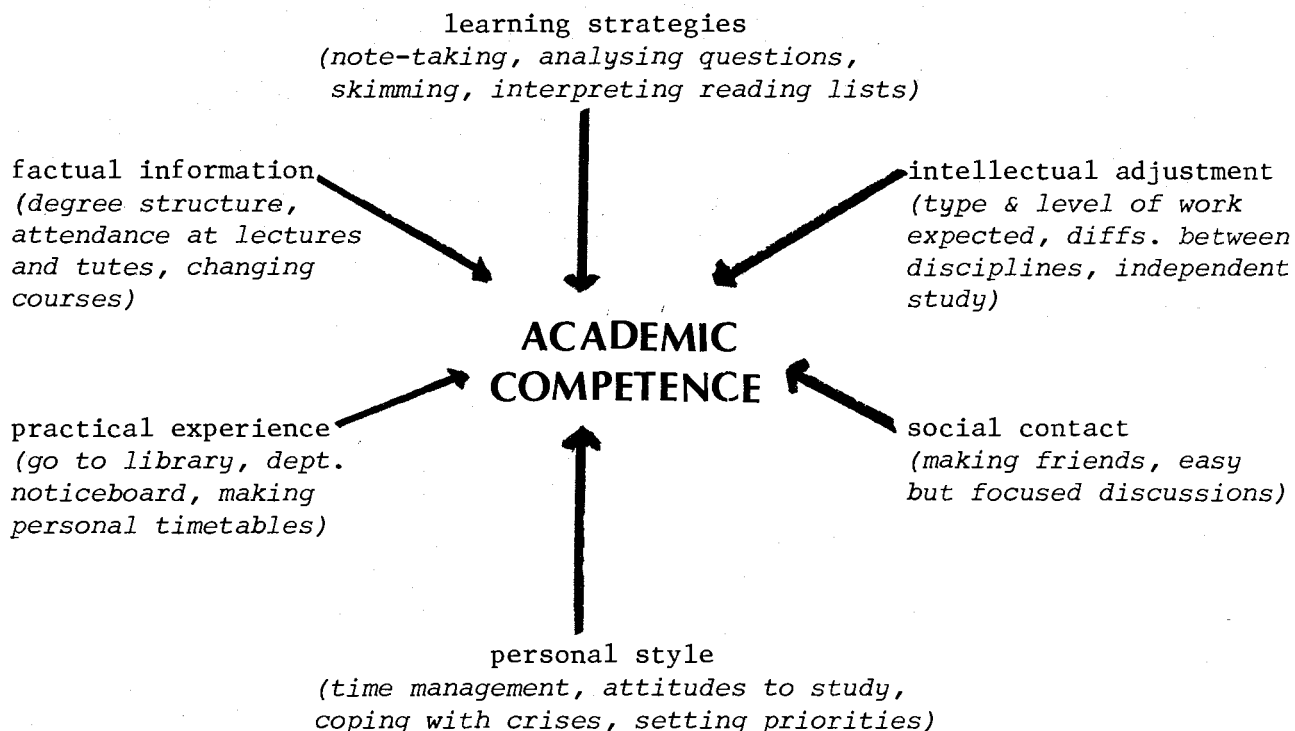 learning strategies
(note-taking, analysing questions,
skimming, interpreting reading lists)
factual information
(degree structure,
attendance at lectures
and tutes, changing
courses)
intellectual adjustment
(type & level of work
expected, diffs. between
disciplines, independent
study)
ACADEMIC
COMPETENCE
practical experience
(go to library, dept.
noticeboard, making
personal timetables)
social contact
(making friends, easy
but focused discussions)
personal style
(time management, attitudes to study,
coping with crises, setting priorities)